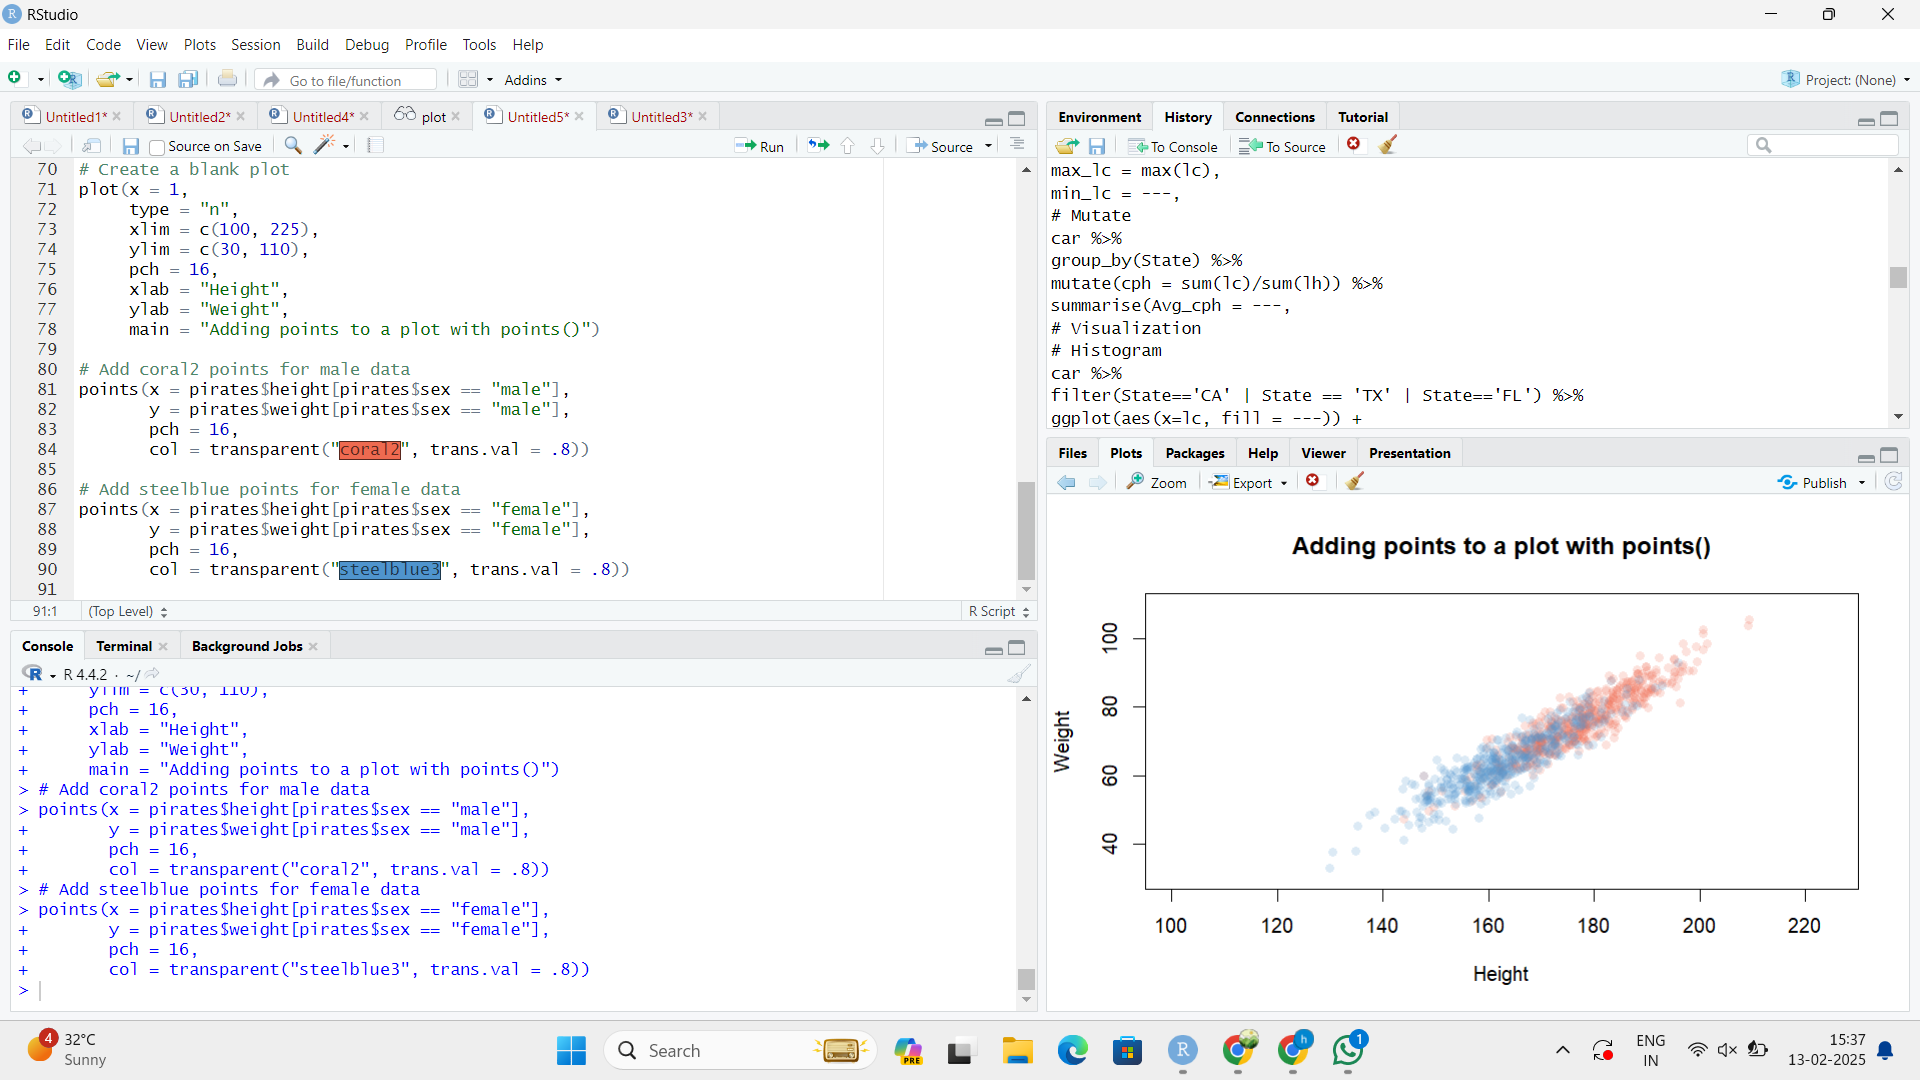 RStudio
File Edit Code View Plots Session Build Debug Profile Tools Help
Go to file/function Addins Project: (None)
Untitled1* Untitled2* Untitled4* plot Untitled5* Untitled3*
Source on Save Run Source
70 # Create a blank plot
71 plot(x = 1,
72 type = "n",
73 xlim = c(100, 225),
74 ylim = c(30, 110),
75 pch = 16,
76 xlab = "Height",
77 ylab = "Weight",
78 main = "Adding points to a plot with points()")
79
80 # Add coral2 points for male data
81 points(x = pirates$height[pirates$sex == "male"],
82 y = pirates$weight[pirates$sex == "male"],
83 pch = 16,
84 col = transparent("coral2", trans.val = .8))
85
86 # Add steelblue points for female data
87 points(x = pirates$height[pirates$sex == "female"],
88 y = pirates$weight[pirates$sex == "female"],
89 pch = 16,
90 col = transparent("steelblue3", trans.val = .8))
91
91:1 (Top Level) R Script
Console Terminal Background Jobs
R R 4.4.2 · ~/
+ ylim = c(30, 110),
+ pch = 16,
+ xlab = "Height",
+ ylab = "Weight",
+ main = "Adding points to a plot with points()")
> # Add coral2 points for male data
> points(x = pirates$height[pirates$sex == "male"],
+ y = pirates$weight[pirates$sex == "male"],
+ pch = 16,
+ col = transparent("coral2", trans.val = .8))
> # Add steelblue points for female data
> points(x = pirates$height[pirates$sex == "female"],
+ y = pirates$weight[pirates$sex == "female"],
+ pch = 16,
+ col = transparent("steelblue3", trans.val = .8))
>
Environment History Connections Tutorial
To Console To Source
max_lc = max(lc),
min_lc = ---,
# Mutate
car %>%
group_by(State) %>%
mutate(cph = sum(lc)/sum(lh)) %>%
summarise(Avg_cph = ---,
# Visualization
# Histogram
car %>%
filter(State=='CA' | State == 'TX' | State=='FL') %>%
ggplot(aes(x=lc, fill = ---)) +
Files Plots Packages Help Viewer Presentation
Zoom Export Publish
Adding points to a plot with points()
Weight
100
80
60
40
100 120 140 160 180 200 220
Height
4 32°C
Sunny
Search
PRE
R
h
1
ENG
IN
15:37
13-02-2025